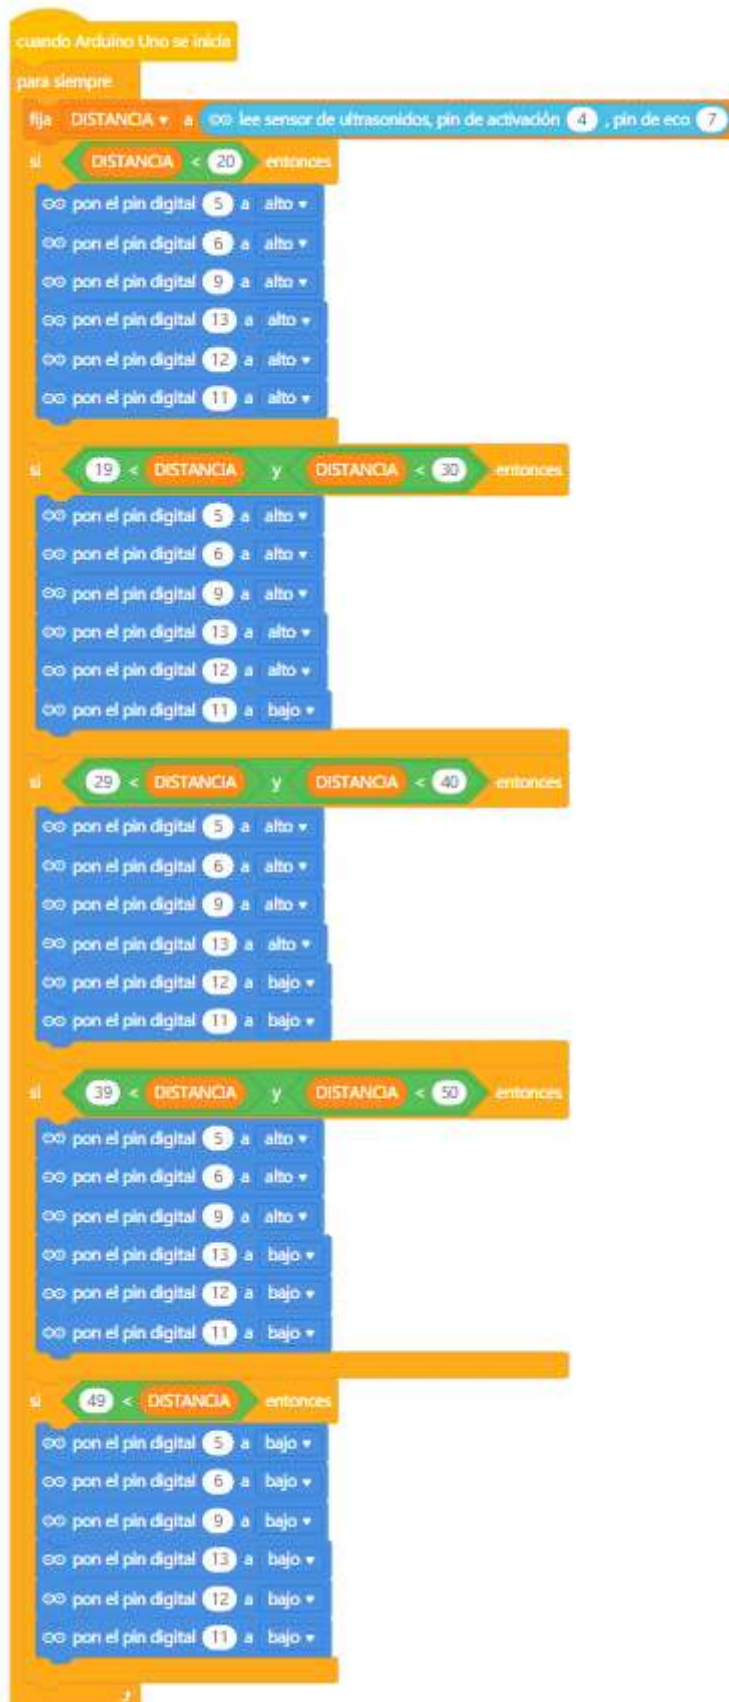 cuando Arduino Uno se inicia
para siempre
fija DISTANCIA a lee sensor de ultrasonidos, pin de activación 4 , pin de eco 7
si DISTANCIA < 20 entonces
pon el pin digital 5 a alto
pon el pin digital 6 a alto
pon el pin digital 9 a alto
pon el pin digital 13 a alto
pon el pin digital 12 a alto
pon el pin digital 11 a alto
si 19 < DISTANCIA y DISTANCIA < 30 entonces
pon el pin digital 5 a alto
pon el pin digital 6 a alto
pon el pin digital 9 a alto
pon el pin digital 13 a alto
pon el pin digital 12 a alto
pon el pin digital 11 a bajo
si 29 < DISTANCIA y DISTANCIA < 40 entonces
pon el pin digital 5 a alto
pon el pin digital 6 a alto
pon el pin digital 9 a alto
pon el pin digital 13 a alto
pon el pin digital 12 a bajo
pon el pin digital 11 a bajo
si 39 < DISTANCIA y DISTANCIA < 50 entonces
pon el pin digital 5 a alto
pon el pin digital 6 a alto
pon el pin digital 9 a alto
pon el pin digital 13 a bajo
pon el pin digital 12 a bajo
pon el pin digital 11 a bajo
si 49 < DISTANCIA entonces
pon el pin digital 5 a bajo
pon el pin digital 6 a bajo
pon el pin digital 9 a bajo
pon el pin digital 13 a bajo
pon el pin digital 12 a bajo
pon el pin digital 11 a bajo